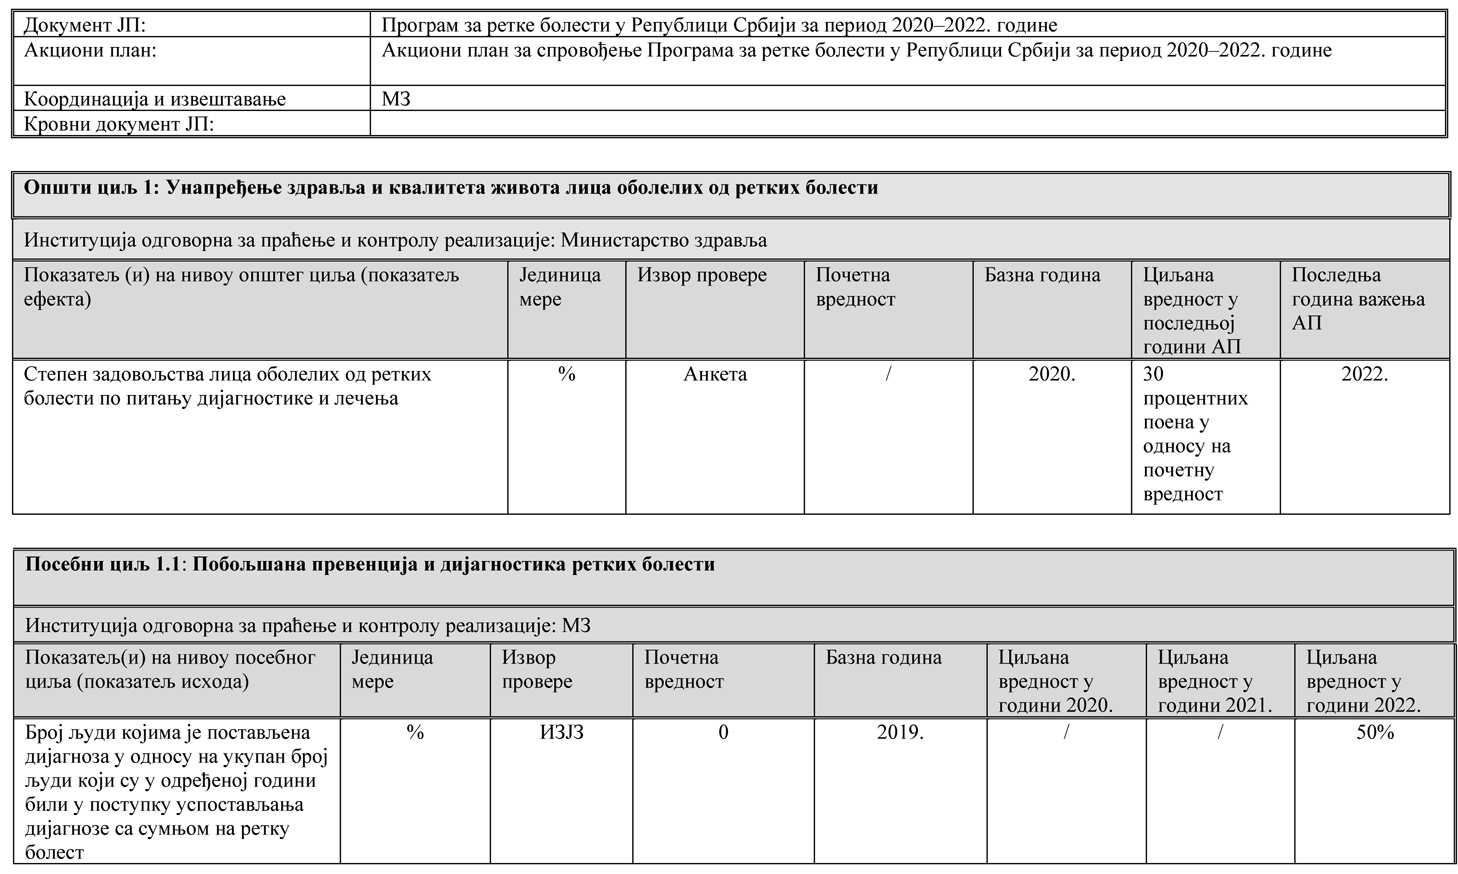 Документ ЈП:
Програм за ретке болести у Републици Србији за период 2020–2022. године
Акциони план:
Акциони план за спровођење Програма за ретке болести у Републици Србији за период 2020–2022. године
Координација и извештавање
МЗ
Кровни документ ЈП:
Општи циљ 1: Унапређење здравља и квалитета живота лица оболелих од ретких болести
Институција одговорна за праћење и контролу реализације: Министарство здравља
Показатељ (и) на нивоу општег циља (показатељ
ефекта)
Јединица
мере
Извор провере
Почетна
вредност
Базна година
Циљана
вредност у
последњој
години АП
Последња
година важења
АП
Степен задовољства лица оболелих од ретких
болести по питању дијагностике и лечења
%
Анкета
/
2020.
30
процентних
поена у
односу на
почетну
вредност
2022.
Посебни циљ 1.1: Побољшана превенција и дијагностика ретких болести
Институција одговорна за праћење и контролу реализације: МЗ
Показатељ(и) на нивоу посебног
циља (показатељ исхода)
Јединица
мере
Извор
провере
Почетна
вредност
Базна година
Циљана
вредност у
години 2020.
Циљана
вредност у
години 2021.
Циљана
вредност у
години 2022.
Број људи којима је постављена
дијагноза у односу на укупан број
људи који су у одређеној години
били у поступку успостављања
дијагнозе са сумњом на ретку
болест
%
ИЗЈЗ
0
2019.
/
/
50%